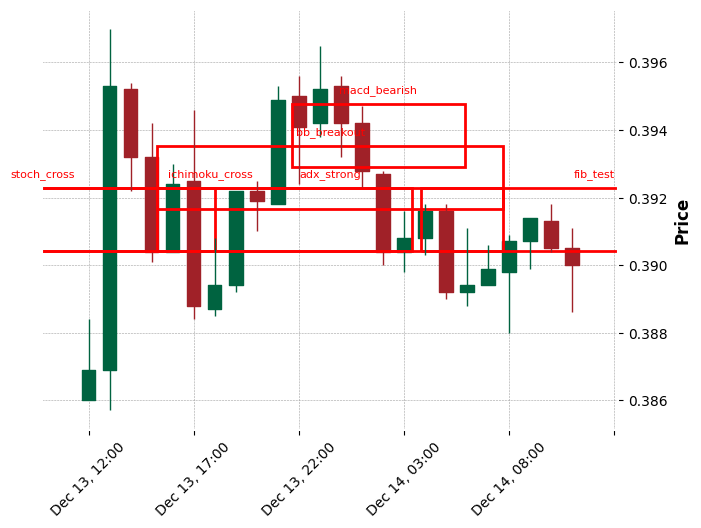 0.396
macd_bearish
0.394
bb_breakout
stoch_cross
ichimoku_cross
adx_strong
fib_test
0.392
Price
0.390
0.388
0.386
Dec 13, 12:00
Dec 13, 17:00
Dec 13, 22:00
Dec 14, 03:00
Dec 14, 08:00